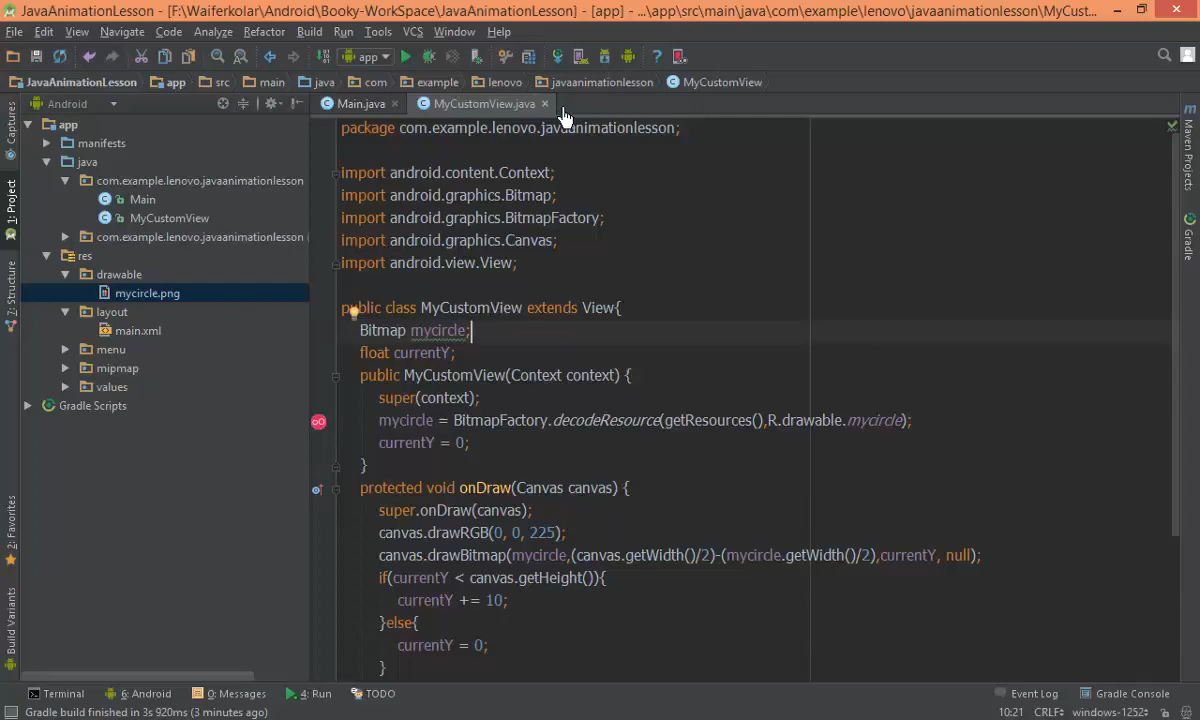 JavaAnimationLesson - [F:\Waiferkolar\Android\Booky-WorkSpace\JavaAnimationLesson] - [app] - ...\app\src\main\java\com\example\lenovo\javaanimationlesson\MyCust...
File Edit View Navigate Code Analyze Refactor Build Run Tools VCS Window Help
app
JavaAnimationLesson app src main java com example lenovo javaanimationlesson MyCustomView
Android
Main.java
MyCustomView.java
Captures
1: Project
7: Structure
2: Favorites
Build Variants
app
manifests
java
com.example.lenovo.javaanimationlesson
Main
MyCustomView
com.example.lenovo.javaanimationlesson
res
drawable
mycircle.png
layout
main.xml
menu
mipmap
values
Gradle Scripts
package com.example.lenovo.javaanimationlesson;
import android.content.Context;
import android.graphics.Bitmap;
import android.graphics.BitmapFactory;
import android.graphics.Canvas;
import android.view.View;
public class MyCustomView extends View{
Bitmap mycircle;
float currentY;
public MyCustomView(Context context) {
super(context);
mycircle = BitmapFactory.decodeResource(getResources(),R.drawable.mycircle);
currentY = 0;
}
protected void onDraw(Canvas canvas) {
super.onDraw(canvas);
canvas.drawRGB(0, 0, 225);
canvas.drawBitmap(mycircle,(canvas.getWidth()/2)-(mycircle.getWidth()/2),currentY, null);
if(currentY < canvas.getHeight()){
currentY += 10;
}else{
currentY = 0;
}
Maven Projects
Gradle
Terminal 6: Android 0: Messages 4: Run TODO Event Log Gradle Console
Gradle build finished in 3s 920ms (3 minutes ago) 10:21 CRLF÷ windows-1252÷